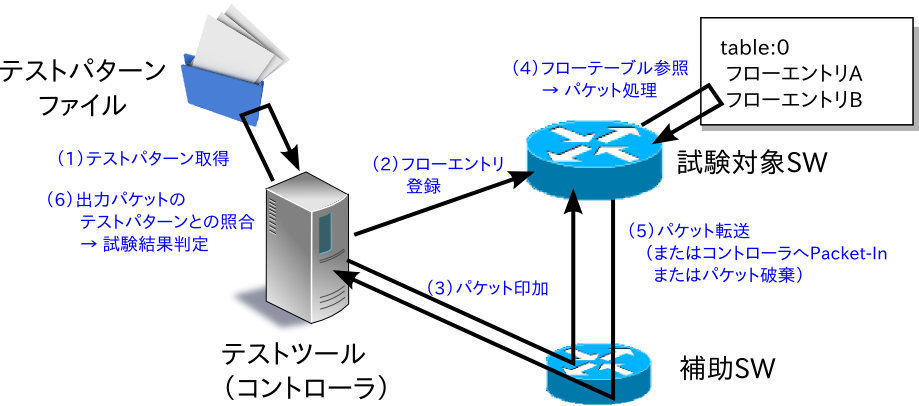 テストパターン
ファイル
(1)テストパターン取得
(6)出力パケットの
テストパターンとの照合
→ 試験結果判定
(2)フローエントリ
登録
(4)フローテーブル参照
→ パケット処理
table:0
フローエントリA
フローエントリB
試験対象SW
(5)パケット転送
(またはコントローラへPacket-In
またはパケット破棄)
(3)パケット印加
テストツール
(コントローラ)
補助SW